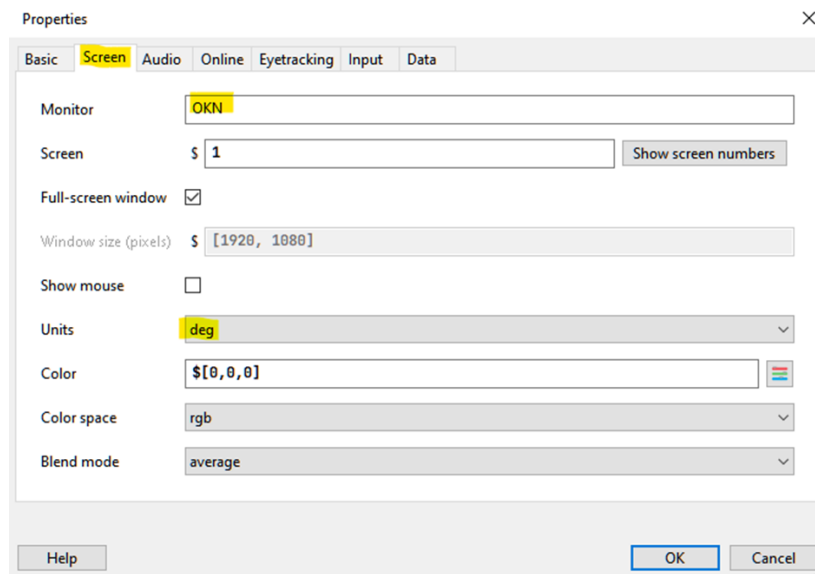 Properties
Basic Screen Audio Online Eyetracking Input Data
Monitor OKN
Screen $ 1 Show screen numbers
Full-screen window
Window size (pixels) $ [1920, 1080]
Show mouse
Units deg
Color $[0,0,0]
Color space rgb
Blend mode average
Help OK Cancel